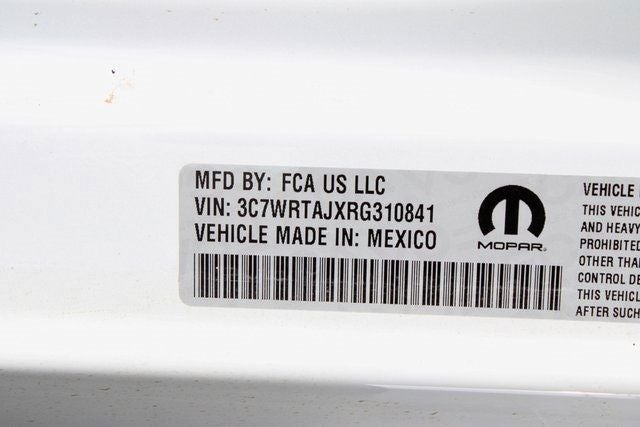 MFD BY: FCA US LLC
VIN: 3C7WRTAJXRG310841
VEHICLE MADE IN: MEXICO
MOPAR
VEHICLE
THIS VEHIC
AND HEAVY
PROHIBITED
OTHER THA
CONTROL DE
THIS VEHICL
AFTER SUCH